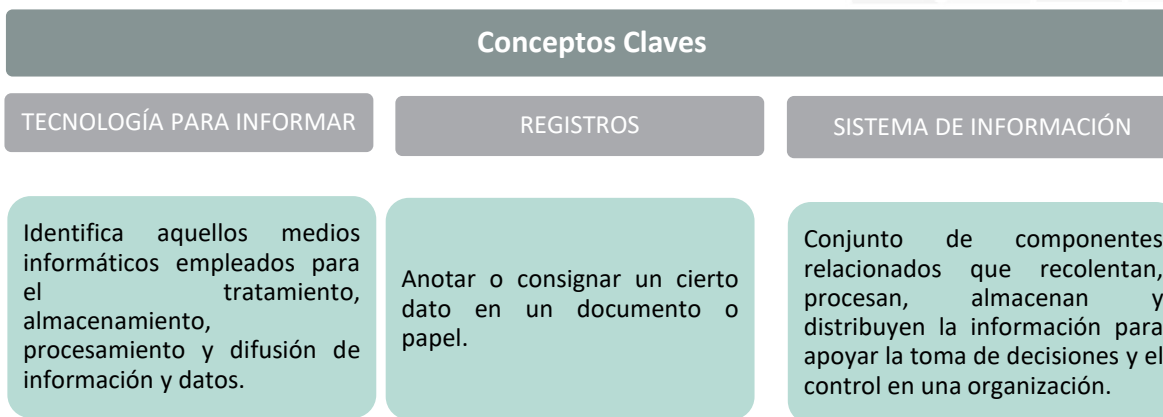 Conceptos Claves
TECNOLOGÍA PARA INFORMAR
REGISTROS
SISTEMA DE INFORMACIÓN
Identifica aquellos medios
informáticos empleados para
el tratamiento,
almacenamiento,
procesamiento y difusión de
información y datos.
Anotar o consignar un cierto
dato en un documento o
papel.
Conjunto de componentes
relacionados que recolentan,
procesan, almacenan y
distribuyen la información para
apoyar la toma de decisiones y el
control en una organización.